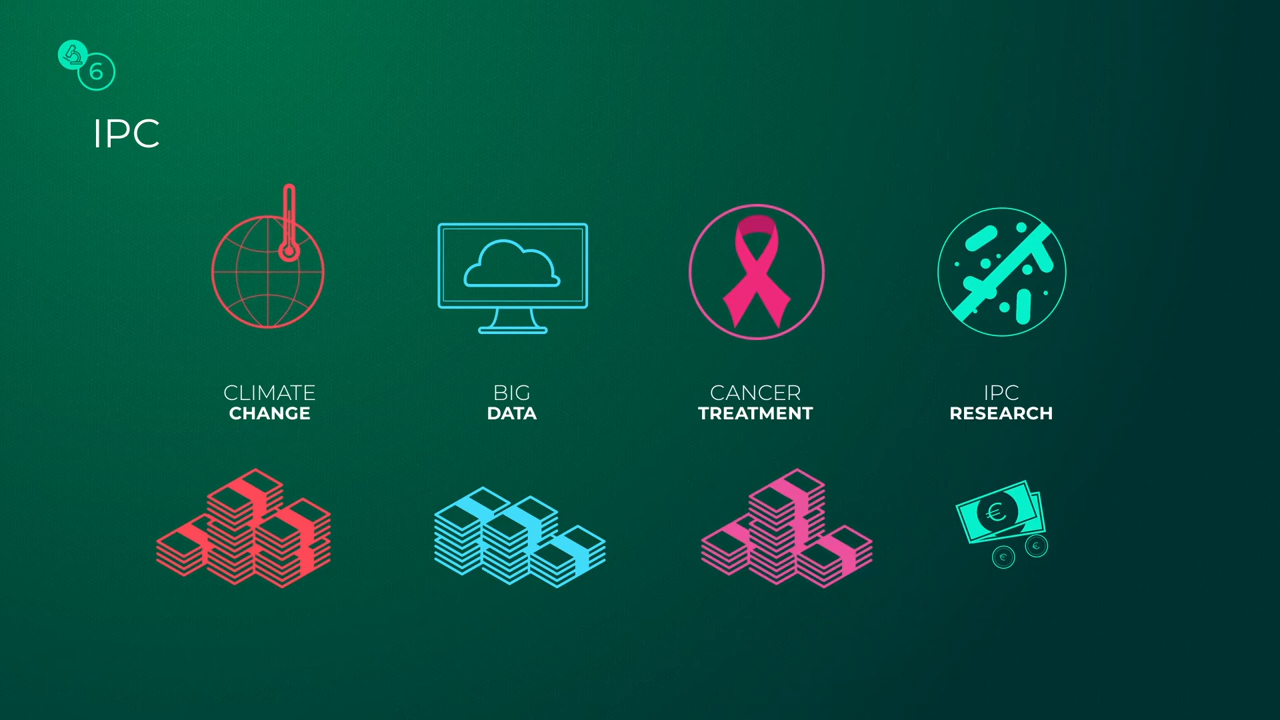 6
IPC
CLIMATE
CHANGE
BIG
DATA
CANCER
TREATMENT
IPC
RESEARCH
€
€
€